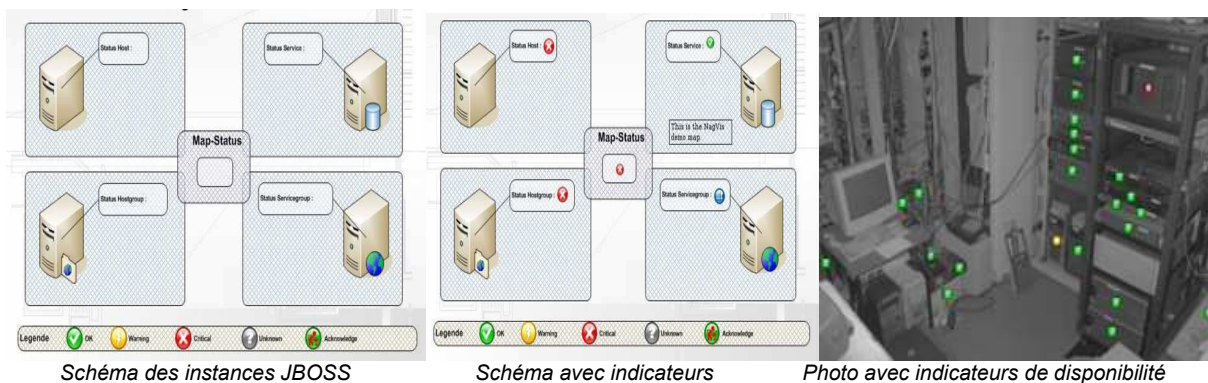 Status Host :
Status Service :
Map-Status
Status Hostgroup :
Status Servicegroup :
Legende OK Warning Critical Unknown Acknowledge
Schéma des instances JBOSS
Status Host :
Status Service :
This is the NagVis
demo map
Map-Status
Status Hostgroup :
Status Servicegroup :
Legende OK Warning Critical Unknown Acknowledge
Schéma avec indicateurs
Photo avec indicateurs de disponibilité